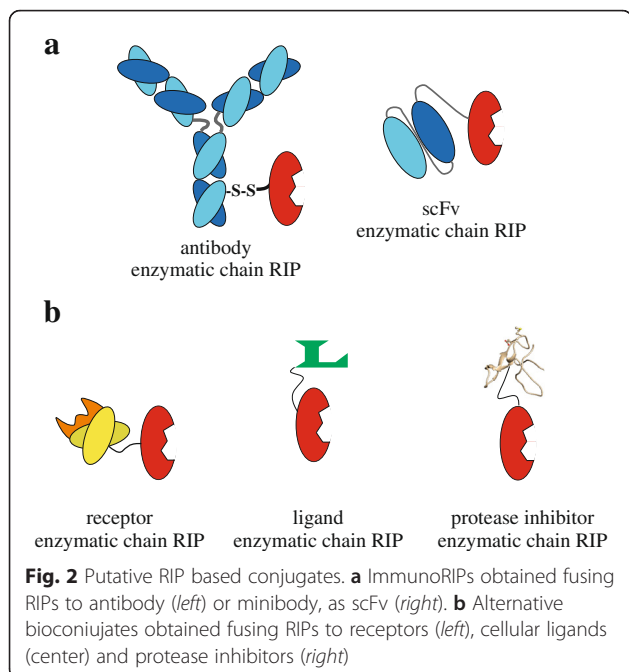 a
-S-S
antibody
enzymatic chain RIP
scFv
enzymatic chain RIP
b
L
receptor
enzymatic chain RIP
ligand
enzymatic chain RIP
protease inhibitor
enzymatic chain RIP
Fig. 2 Putative RIP based conjugates. a ImmunoRIPs obtained fusing
RIPs to antibody (left) or minibody, as scFv (right). b Alternative
bioconiujates obtained fusing RIPs to receptors (left), cellular ligands
(center) and protease inhibitors (right)